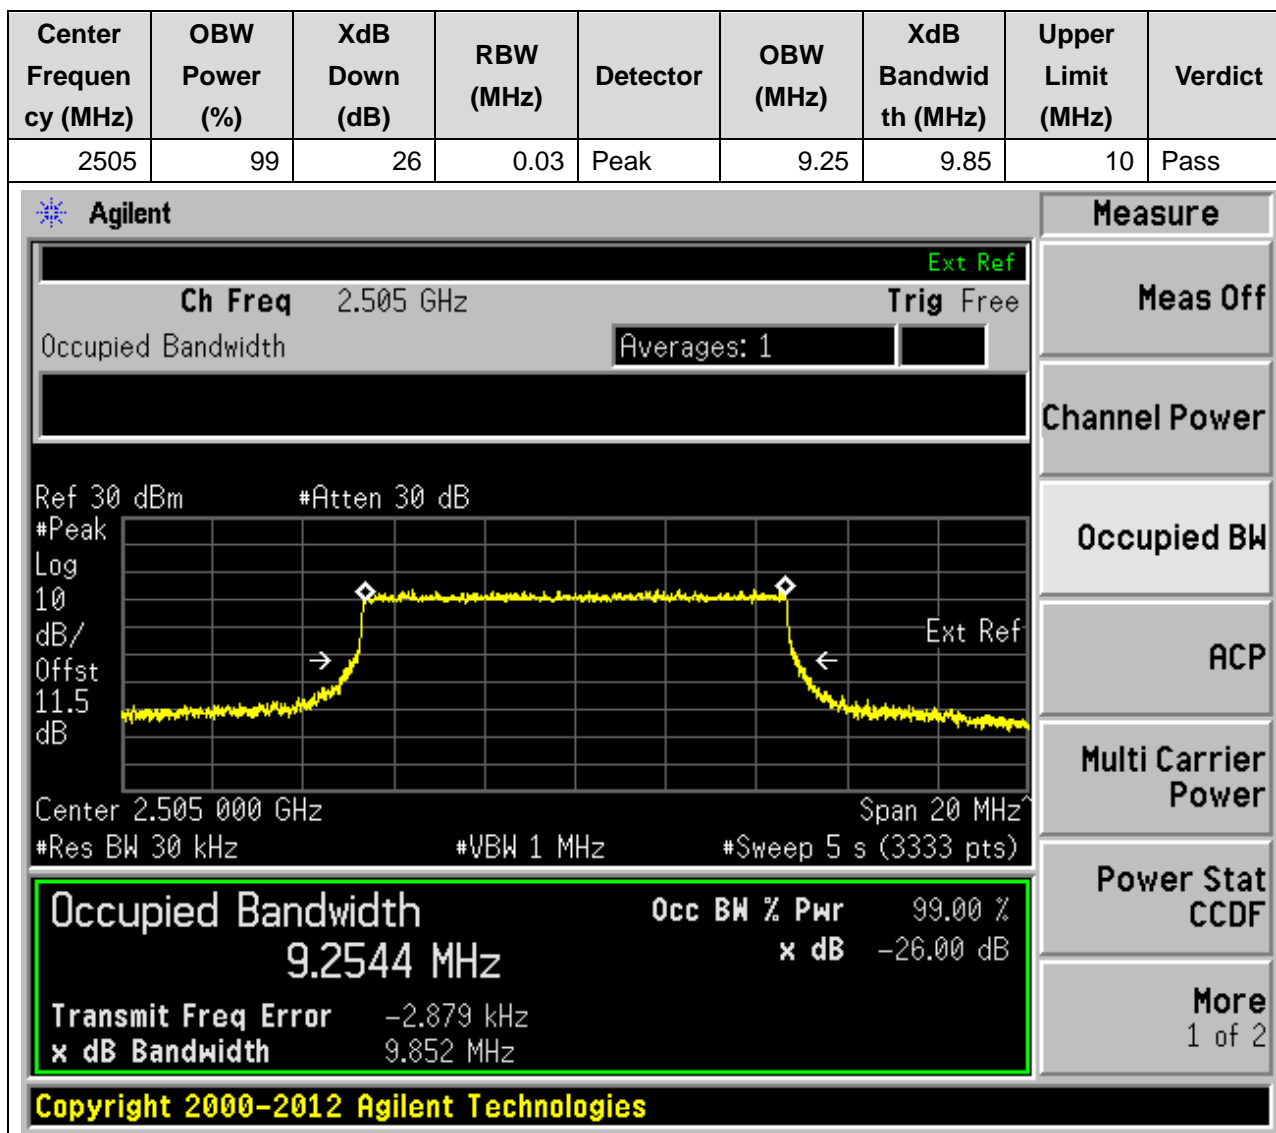 Center Frequen cy (MHz)
OBW Power (%)
XdB Down (dB)
RBW (MHz)
Detector
OBW (MHz)
XdB Bandwid th (MHz)
Upper Limit (MHz)
Verdict
2505 99 26 0.03 Peak 9.25 9.85 10 Pass
Agilent
Measure
Ext Ref
Ch Freq 2.505 GHz Trig Free
Meas Off
Occupied Bandwidth Averages: 1
Channel Power
Ref 30 dBm #Atten 30 dB
#Peak
Log
10
dB/
Offst
11.5
dB
Ext Ref
Occupied BW
ACP
Center 2.505 000 GHz Span 20 MHz^
#Res BW 30 kHz #VBW 1 MHz #Sweep 5 s (3333 pts)
Multi Carrier
Power
Occupied Bandwidth
9.2544 MHz
Occ BW % Pwr 99.00 %
x dB -26.00 dB
Transmit Freq Error -2.879 kHz
x dB Bandwidth 9.852 MHz
Power Stat
CCDF
More
1 of 2
Copyright 2000-2012 Agilent Technologies